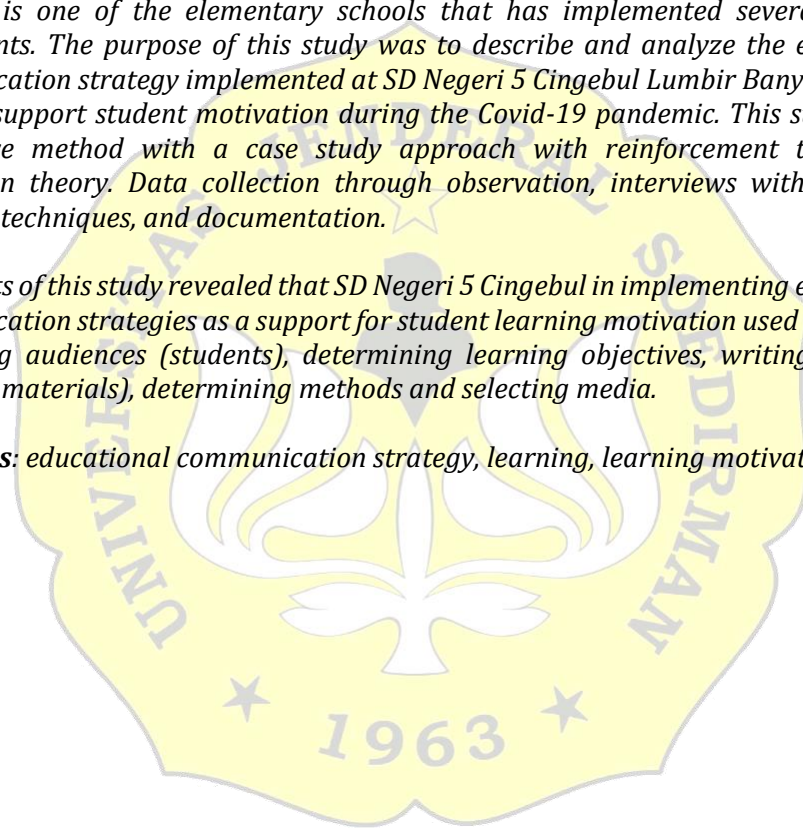 is one of the elementary schools that has implemented sever
nts. The purpose of this study was to describe and analyze the e
cation strategy implemented at SD Negeri 5 Cingebul Lumbir Bany
support student motivation during the Covid-19 pandemic. This s
e method with a case study approach with reinforcement t
n theory. Data collection through observation, interviews with
techniques, and documentation.
ts of this study revealed that SD Negeri 5 Cingebul in implementing e
cation strategies as a support for student learning motivation used
g audiences (students), determining learning objectives, writing
materials), determining methods and selecting media.
s: educational communication strategy, learning, learning motivat
UNIVERSITAS JENDERAL SOEDIRMAN
1963